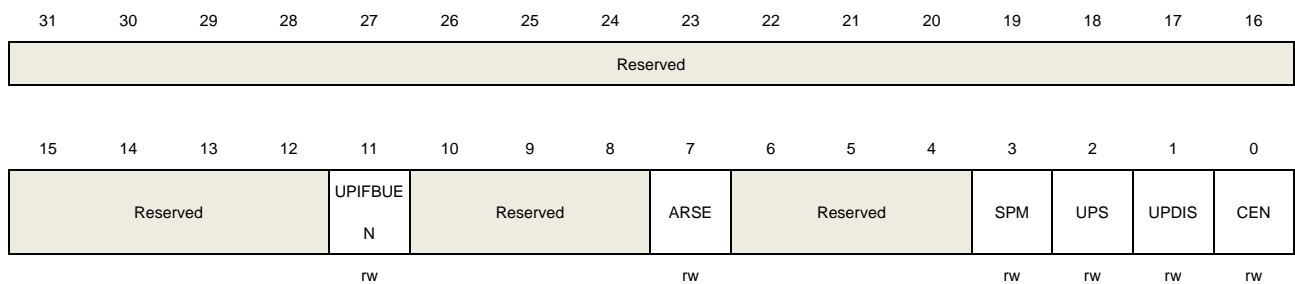 31 30 29 28 27 26 25 24 23 22 21 20 19 18 17 16
Reserved
15 14 13 12 11 10 9 8 7 6 5 4 3 2 1 0
Reserved UPIFBUE Reserved ARSE Reserved SPM UPS UPDIS CEN
N
rw rw rw rw rw rw